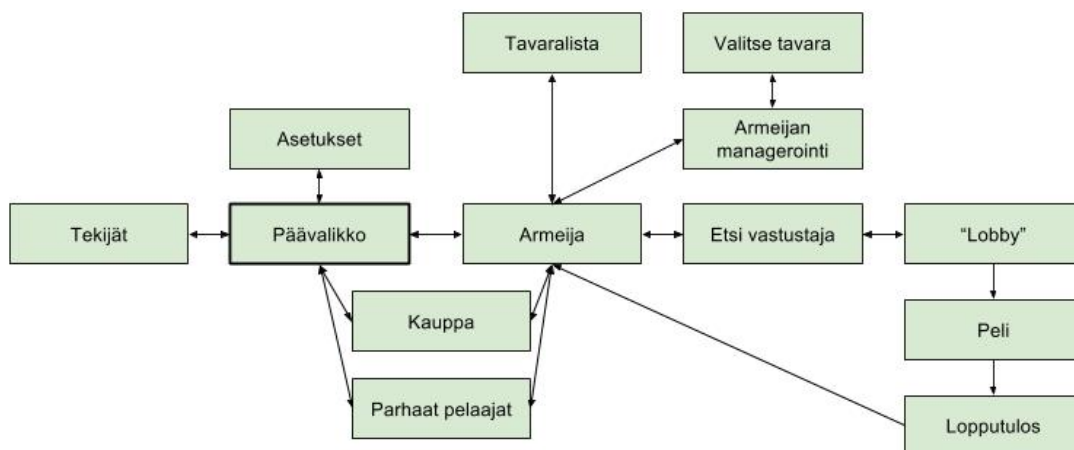 Tavaralista
Valitse tavara
Asetukset
Armeijan
managerointi
Tekijät
Päävalikko
Armeija
Etsi vastustaja
“Lobby”
Kauppa
Peli
Parhaat pelaajat
Lopputulos